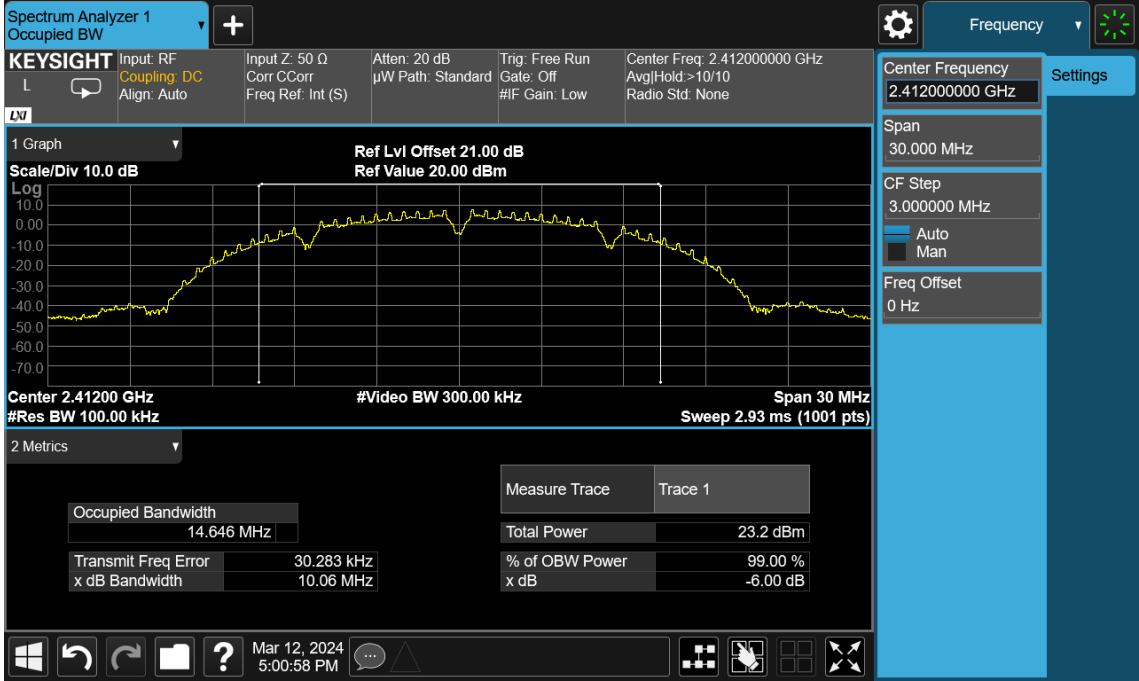 Spectrum Analyzer 1
Occupied BW
+
Frequency
KEYSIGHT
L
LXI
Input: RF
Coupling: DC
Align: Auto
Input Z: 50 Ω
Corr CCorr
Freq Ref: Int (S)
Atten: 20 dB
µW Path: Standard
Trig: Free Run
Gate: Off
#IF Gain: Low
Center Freq: 2.412000000 GHz
Avg|Hold:>10/10
Radio Std: None
Center Frequency
2.412000000 GHz
Settings
Span
30.000 MHz
CF Step
3.000000 MHz
Auto
Man
Freq Offset
0 Hz
1 Graph
Scale/Div 10.0 dB
Ref Lvl Offset 21.00 dB
Ref Value 20.00 dBm
Log
10.0
0.00
-10.0
-20.0
-30.0
-40.0
-50.0
-60.0
-70.0
Center 2.41200 GHz
#Video BW 300.00 kHz
Span 30 MHz
#Res BW 100.00 kHz
Sweep 2.93 ms (1001 pts)
2 Metrics
Measure Trace Trace 1
Occupied Bandwidth
14.646 MHz
Total Power 23.2 dBm
Transmit Freq Error 30.283 kHz
% of OBW Power 99.00 %
x dB Bandwidth 10.06 MHz
x dB -6.00 dB
?
Mar 12, 2024
5:00:58 PM